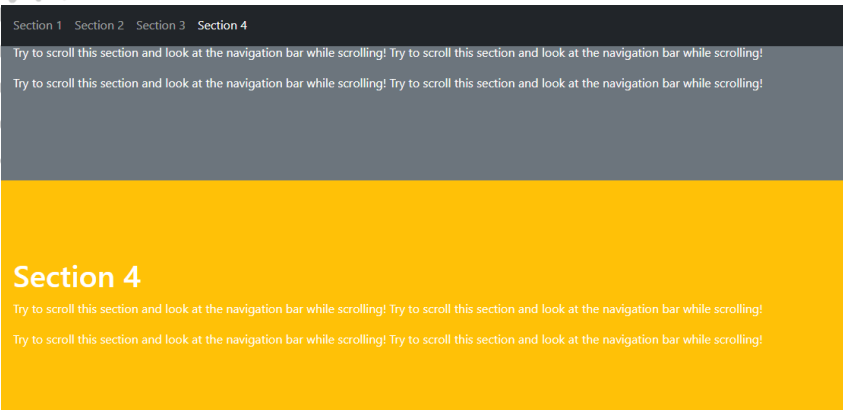 Section 1 Section 2 Section 3 Section 4
Try to scroll this section and look at the navigation bar while scrolling! Try to scroll this section and look at the navigation bar while scrolling!
Try to scroll this section and look at the navigation bar while scrolling! Try to scroll this section and look at the navigation bar while scrolling!
Section 4
Try to scroll this section and look at the navigation bar while scrolling! Try to scroll this section and look at the navigation bar while scrolling!
Try to scroll this section and look at the navigation bar while scrolling! Try to scroll this section and look at the navigation bar while scrolling!